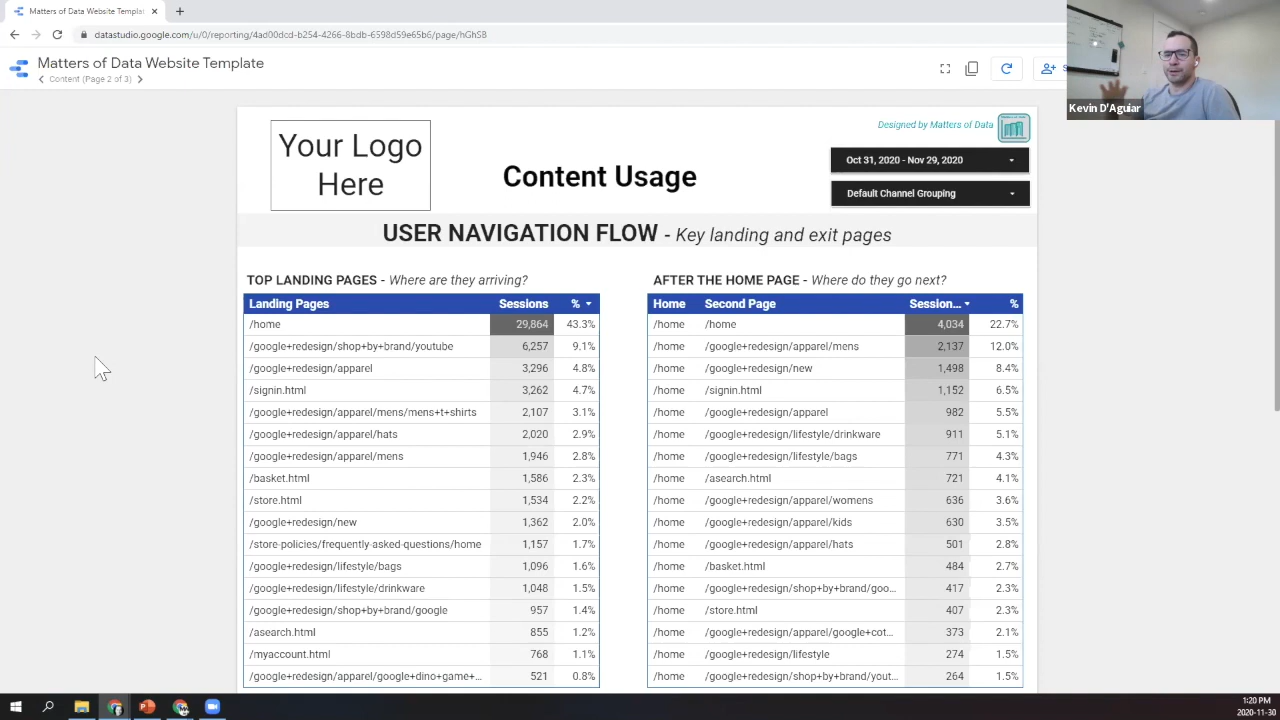 Matters of Data Website Templat
datastudio.google.com/u/0/reporting/4ad00dcd-b254-4266-8bdb-6598d59e65b6/page/hGhSB
Matters of Data Website Template
Content (Page 2 of 3)
Kevin D'Aguiar
Your Logo
Here
Content Usage
Designed by Matters of Data
Oct 31, 2020 - Nov 29, 2020
Default Channel Grouping
USER NAVIGATION FLOW - Key landing and exit pages
TOP LANDING PAGES - Where are they arriving?
Landing Pages Sessions %
/home 29,864 43.3%
/google+redesign/shop+by+brand/youtube 6,257 9.1%
/google+redesign/apparel 3,296 4.8%
/signin.html 3,262 4.7%
/google+redesign/apparel/mens/mens+t+shirts 2,107 3.1%
/google+redesign/apparel/hats 2,020 2.9%
/google+redesign/apparel/mens 1,946 2.8%
/basket.html 1,586 2.3%
/store.html 1,534 2.2%
/google+redesign/new 1,362 2.0%
/store-policies/frequently-asked-questions/home 1,157 1.7%
/google+redesign/lifestyle/bags 1,096 1.6%
/google+redesign/lifestyle/drinkware 1,048 1.5%
/google+redesign/shop+by+brand/google 957 1.4%
/asearch.html 855 1.2%
/myaccount.html 768 1.1%
/google+redesign/apparel/google+dino+game+... 521 0.8%
AFTER THE HOME PAGE - Where do they go next?
Home Second Page Session... %
/home /home 4,034 22.7%
/home /google+redesign/apparel/mens 2,137 12.0%
/home /google+redesign/new 1,498 8.4%
/home /signin.html 1,152 6.5%
/home /google+redesign/apparel 982 5.5%
/home /google+redesign/lifestyle/drinkware 911 5.1%
/home /google+redesign/lifestyle/bags 771 4.3%
/home /asearch.html 721 4.1%
/home /google+redesign/apparel/womens 636 3.6%
/home /google+redesign/apparel/kids 630 3.5%
/home /google+redesign/apparel/hats 501 2.8%
/home /basket.html 484 2.7%
/home /google+redesign/shop+by+brand/goo... 417 2.3%
/home /store.html 407 2.3%
/home /google+redesign/apparel/google+cot... 373 2.1%
/home /google+redesign/lifestyle 274 1.5%
/home /google+redesign/shop+by+brand/yout... 264 1.5%
1:20 PM
2020-11-30